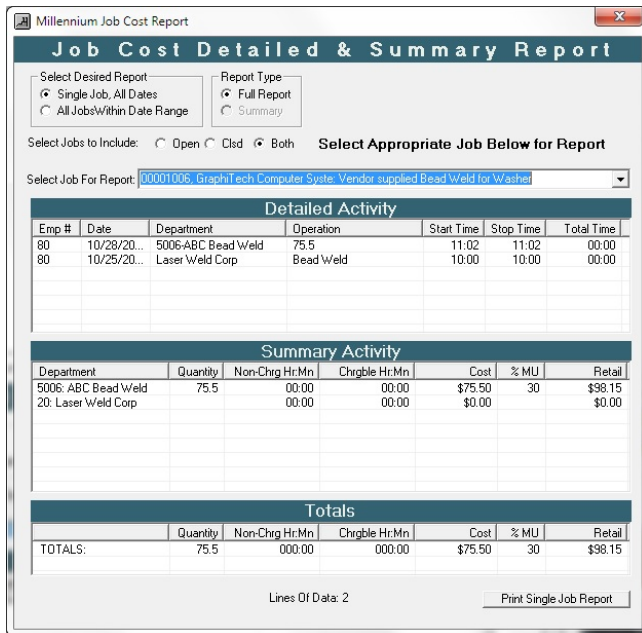 Millennium Job Cost Report
Job Cost Detailed & Summary Report
Select Desired Report
Single Job, All Dates
All JobsWithin Date Range
Report Type
Full Report
Summary
Select Jobs to Include: Open Clsd Both Select Appropriate Job Below for Report
Select Job For Report: 00001006, GraphiTech Computer Syste: Vendor supplied Bead Weld for Washer
Detailed Activity
Emp # Date Department Operation Start Time Stop Time Total Time
80 10/28/20... 5006-ABC Bead Weld 75.5 11:02 11:02 00:00
80 10/25/20... Laser Weld Corp Bead Weld 10:00 10:00 00:00
Summary Activity
Department Quantity Non-Chrg Hr:Mn Chrgble Hr:Mn Cost % MU Retail
5006: ABC Bead Weld 75.5 00:00 00:00 $75.50 30 $98.15
20: Laser Weld Corp 00:00 00:00 $0.00 $0.00
Totals
Quantity Non-Chrg Hr:Mn Chrgble Hr:Mn Cost % MU Retail
TOTALS: 75.5 000:00 000:00 $75.50 30 $98.15
Lines Of Data: 2 Print Single Job Report